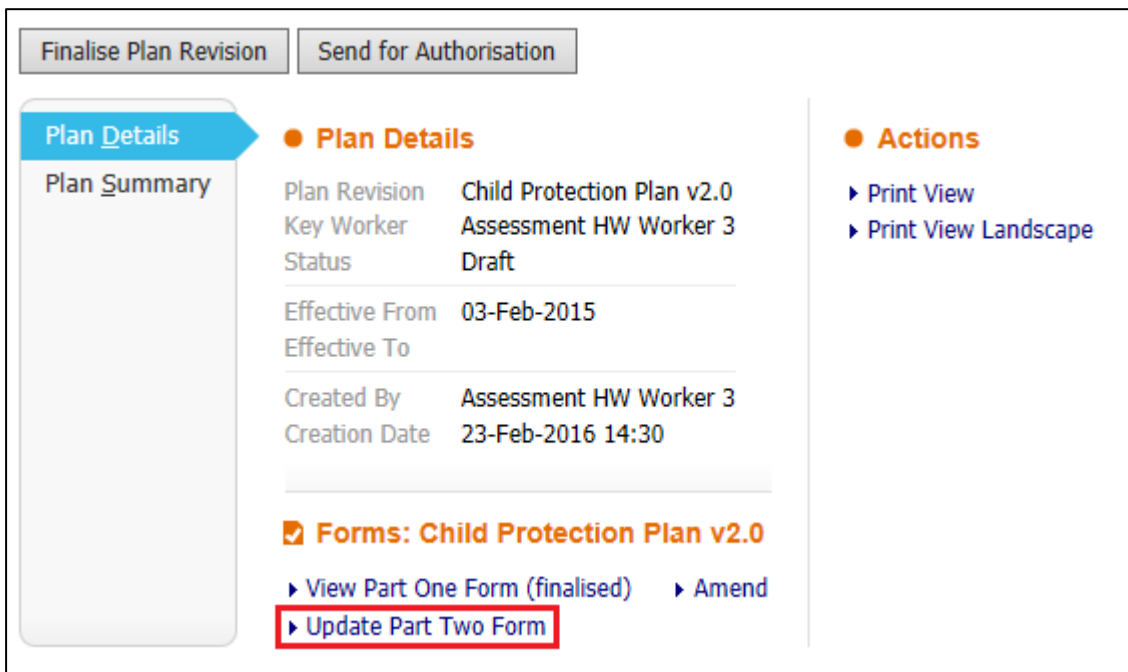 Finalise Plan Revision Send for Authorisation
Plan Details
Plan Summary
Plan Details
Plan Revision Child Protection Plan v2.0
Key Worker Assessment HW Worker 3
Status Draft
Effective From 03-Feb-2015
Effective To
Created By Assessment HW Worker 3
Creation Date 23-Feb-2016 14:30
Forms: Child Protection Plan v2.0
View Part One Form (finalised) Amend
Update Part Two Form
Actions
Print View
Print View Landscape